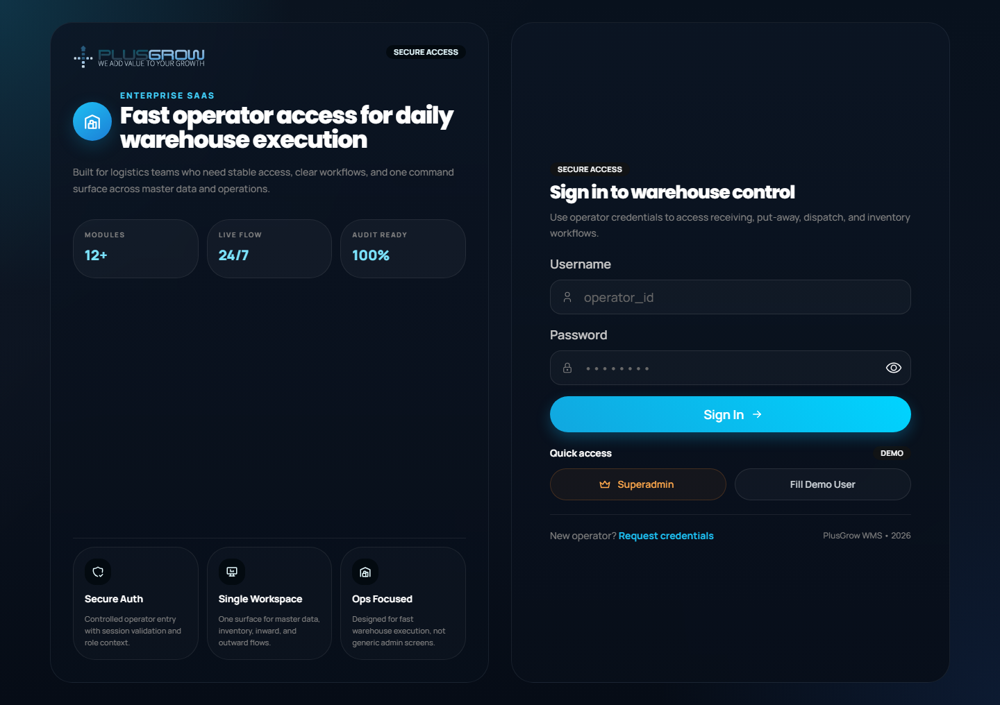 PLUSGROW
WE ADD VALUE TO YOUR GROWTH
SECURE ACCESS
ENTERPRISE SAAS
Fast operator access for daily
warehouse execution
Built for logistics teams who need stable access, clear workflows, and one command
surface across master data and operations.
MODULES
12+
LIVE FLOW
24/7
AUDIT READY
100%
Secure Auth
Controlled operator entry
with session validation and
role context.
Single Workspace
One surface for master data,
inventory, inward, and
outward flows.
Ops Focused
Designed for fast
warehouse execution, not
generic admin screens.
SECURE ACCESS
Sign in to warehouse control
Use operator credentials to access receiving, put-away, dispatch, and inventory
workflows.
Username
operator_id
Password
••••••••
Sign In →
Quick access
DEMO
Superadmin
Fill Demo User
New operator? Request credentials
PlusGrow WMS • 2026